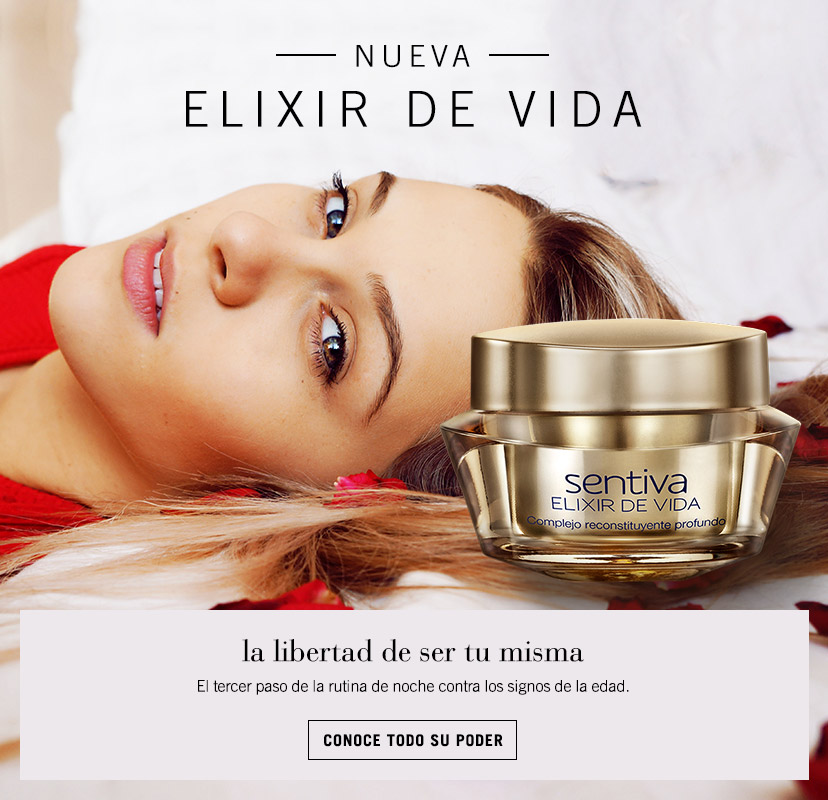 NUEVA
ELIXIR DE VIDA
sentiva
ELIXIR DE VIDA
Complejo reconstituyente profundo
la libertad de ser tu misma
El tercer paso de la rutina de noche contra los signos de la edad.
CONOCE TODO SU PODER